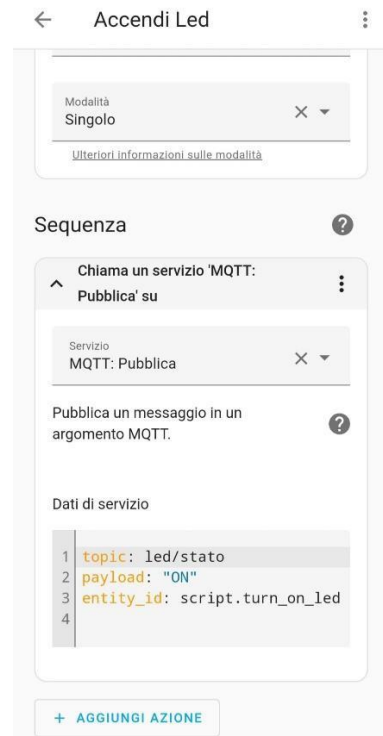 Accendi Led
Modalità
Singolo
Ulteriori informazioni sulle modalità
Sequenza
Chiama un servizio 'MQTT:
Pubblica' su
Servizio
MQTT: Pubblica
Pubblica un messaggio in un
argomento MQTT.
Dati di servizio
1 topic: led/stato
2 payload: "ON"
3 entity_id: script.turn_on_led
4
+ AGGIUNGI AZIONE